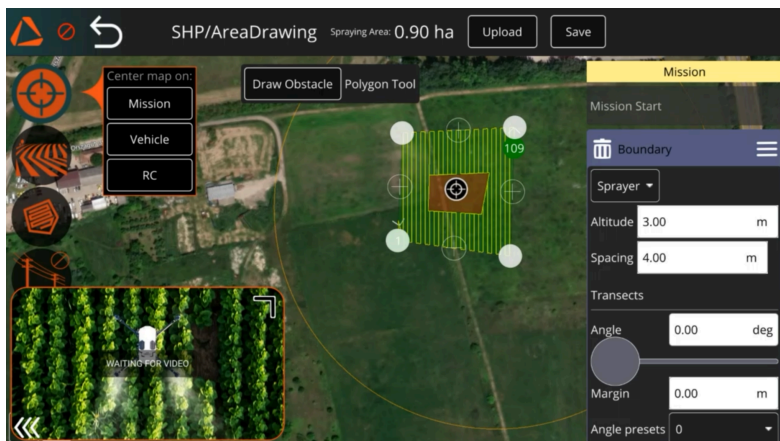 SHP/AreaDrawing Spraying Area: 0.90 ha Upload Save
Center map on:
Mission
Vehicle
RC
Draw Obstacle Polygon Tool
109
1
WAITING FOR VIDEO
Mission
Mission Start
Boundary
Sprayer
Altitude 3.00 m
Spacing 4.00 m
Transects
Angle 0.00 deg
Margin 0.00 m
Angle presets 0